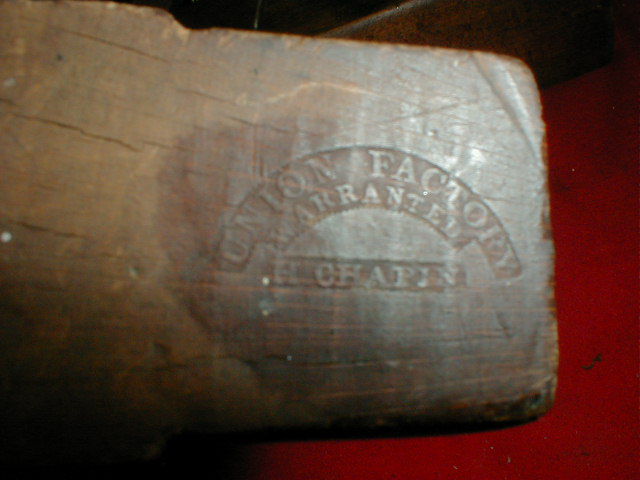 UNION FACTORY
WARRANTED
H CHAPIN